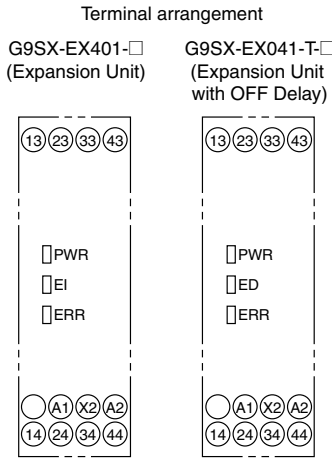 Terminal arrangement
G9SX-EX401-□
(Expansion Unit)
G9SX-EX041-T-□
(Expansion Unit
with OFF Delay)
13 23 33 43
PWR
EI
ERR
A1 X2 A2
14 24 34 44
13 23 33 43
PWR
ED
ERR
A1 X2 A2
14 24 34 44